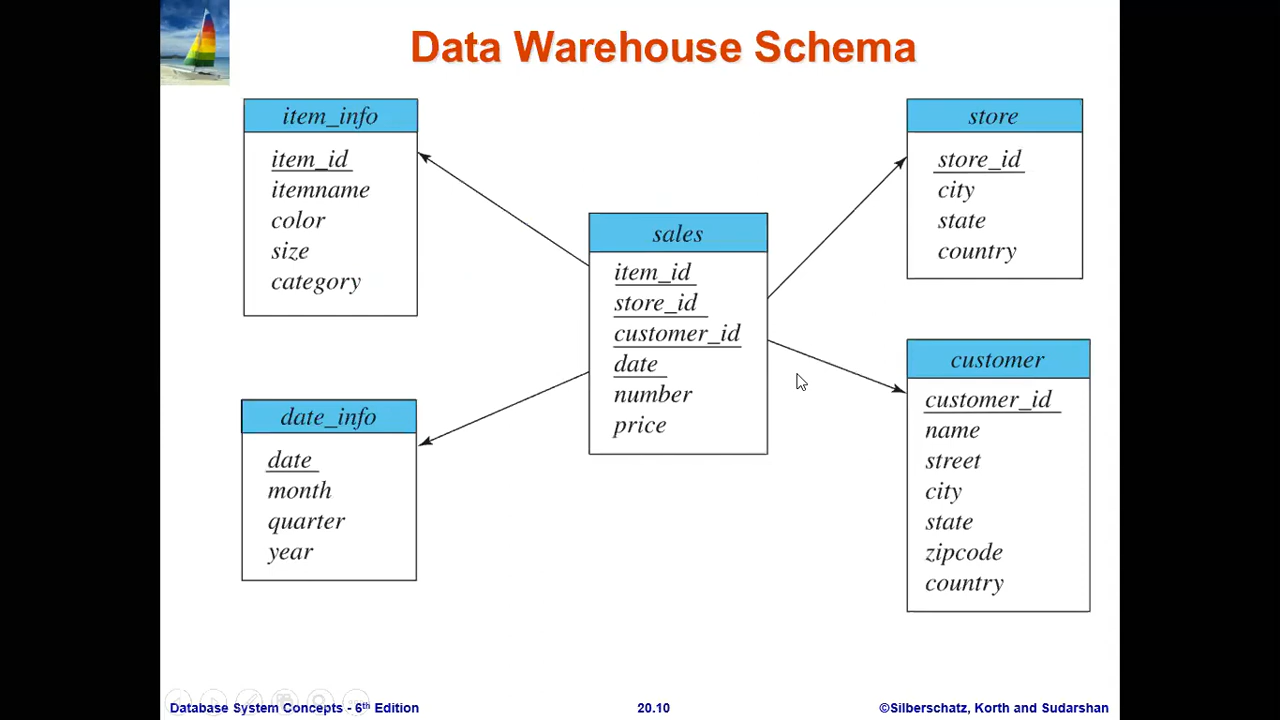 Data Warehouse Schema
item_info
item_id
itemname
color
size
category
store
store_id
city
state
country
sales
item_id
store_id
customer_id
date
number
price
date_info
date
month
quarter
year
customer
customer_id
name
street
city
state
zipcode
country
Database System Concepts - 6th Edition
20.10
©Silberschatz, Korth and Sudarshan